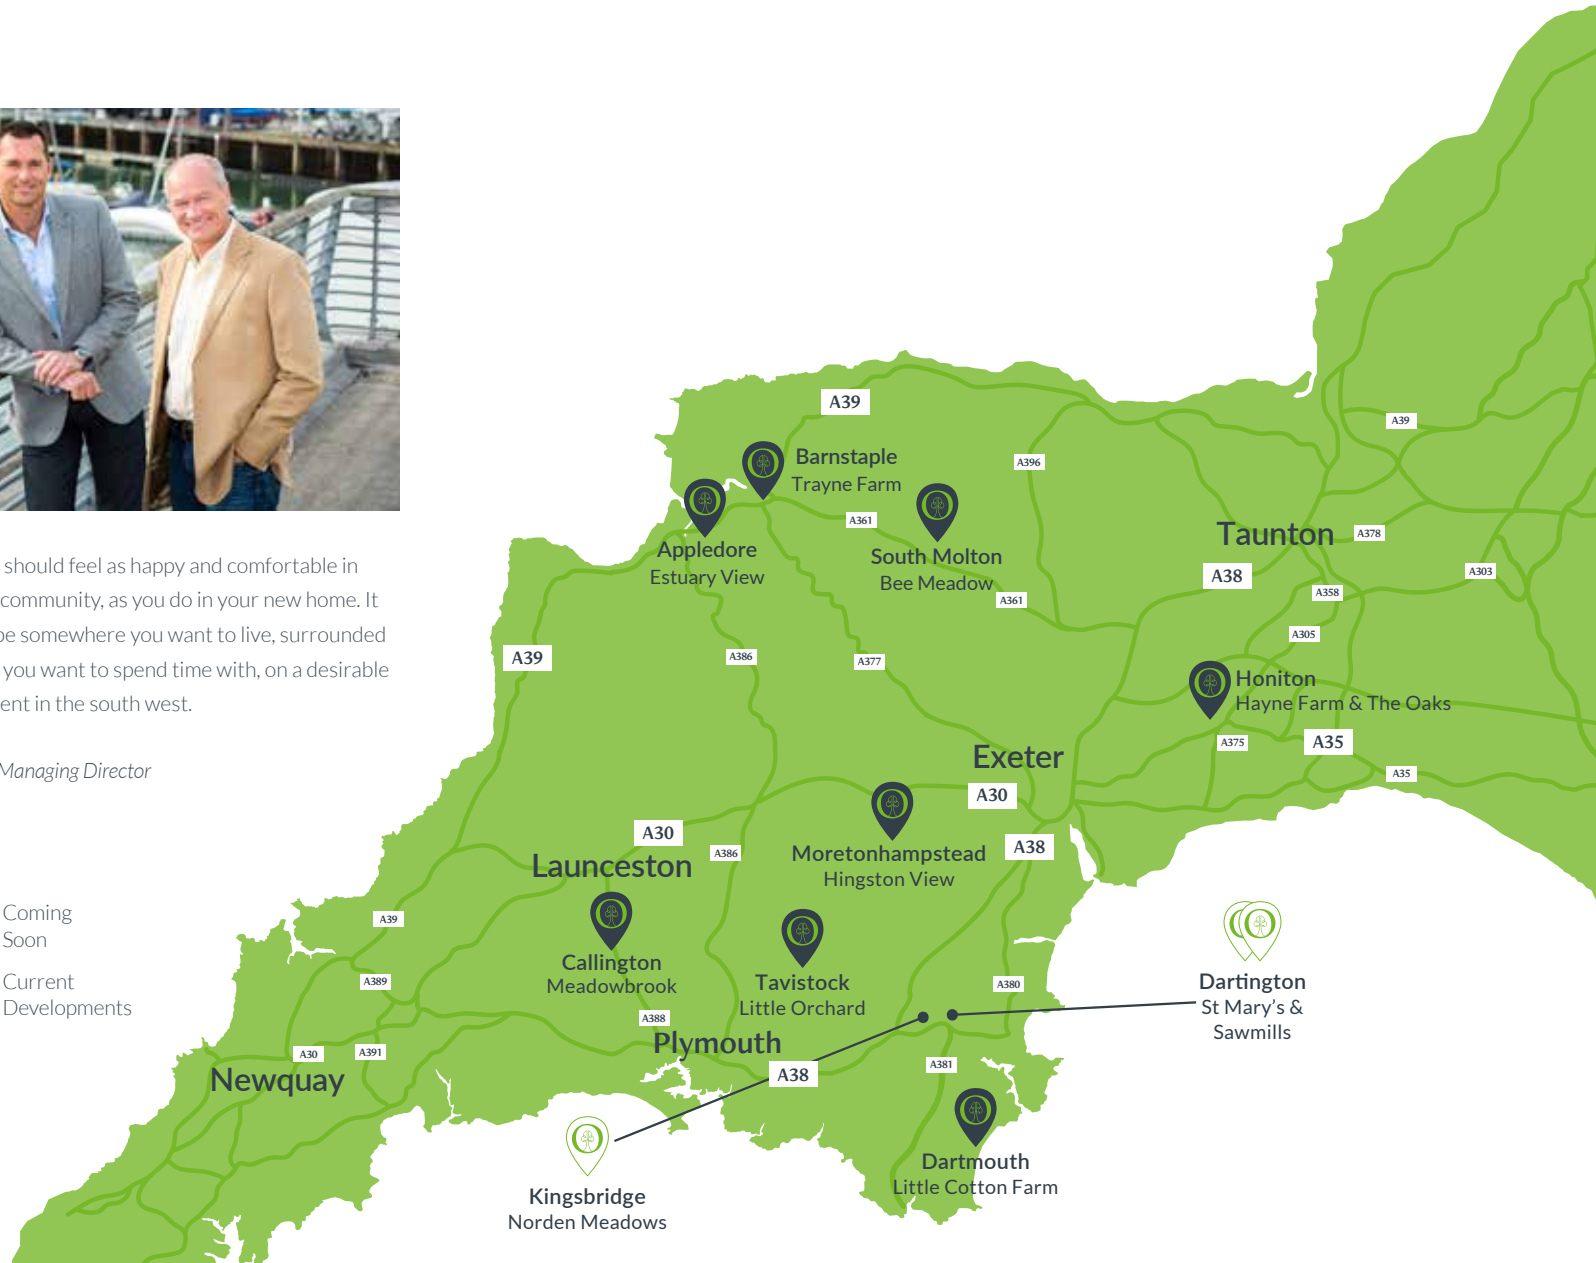 should feel as happy and comfortable in
community, as you do in your new home. It
be somewhere you want to live, surrounded
you want to spend time with, on a desirable
ent in the south west.
Managing Director
Coming
Soon
Current
Developments
A39
Barnstaple
Trayne Farm
A396
A39
A361
Appledore
Estuary View
South Molton
Bee Meadow
A361
Taunton
A378
A38
A358
A303
A305
A39
A386
A377
Honiton
Hayne Farm & The Oaks
A375
A35
A35
Exeter
A30
A30
A386
A38
Launceston
Moretonhampstead
Hingston View
A39
Callington
Meadowbrook
A389
Tavistock
Little Orchard
A380
Dartington
St Mary's &
Sawmills
A388
Plymouth
A30
A391
Newquay
A38
A381
Kingsbridge
Norden Meadows
Dartmouth
Little Cotton Farm